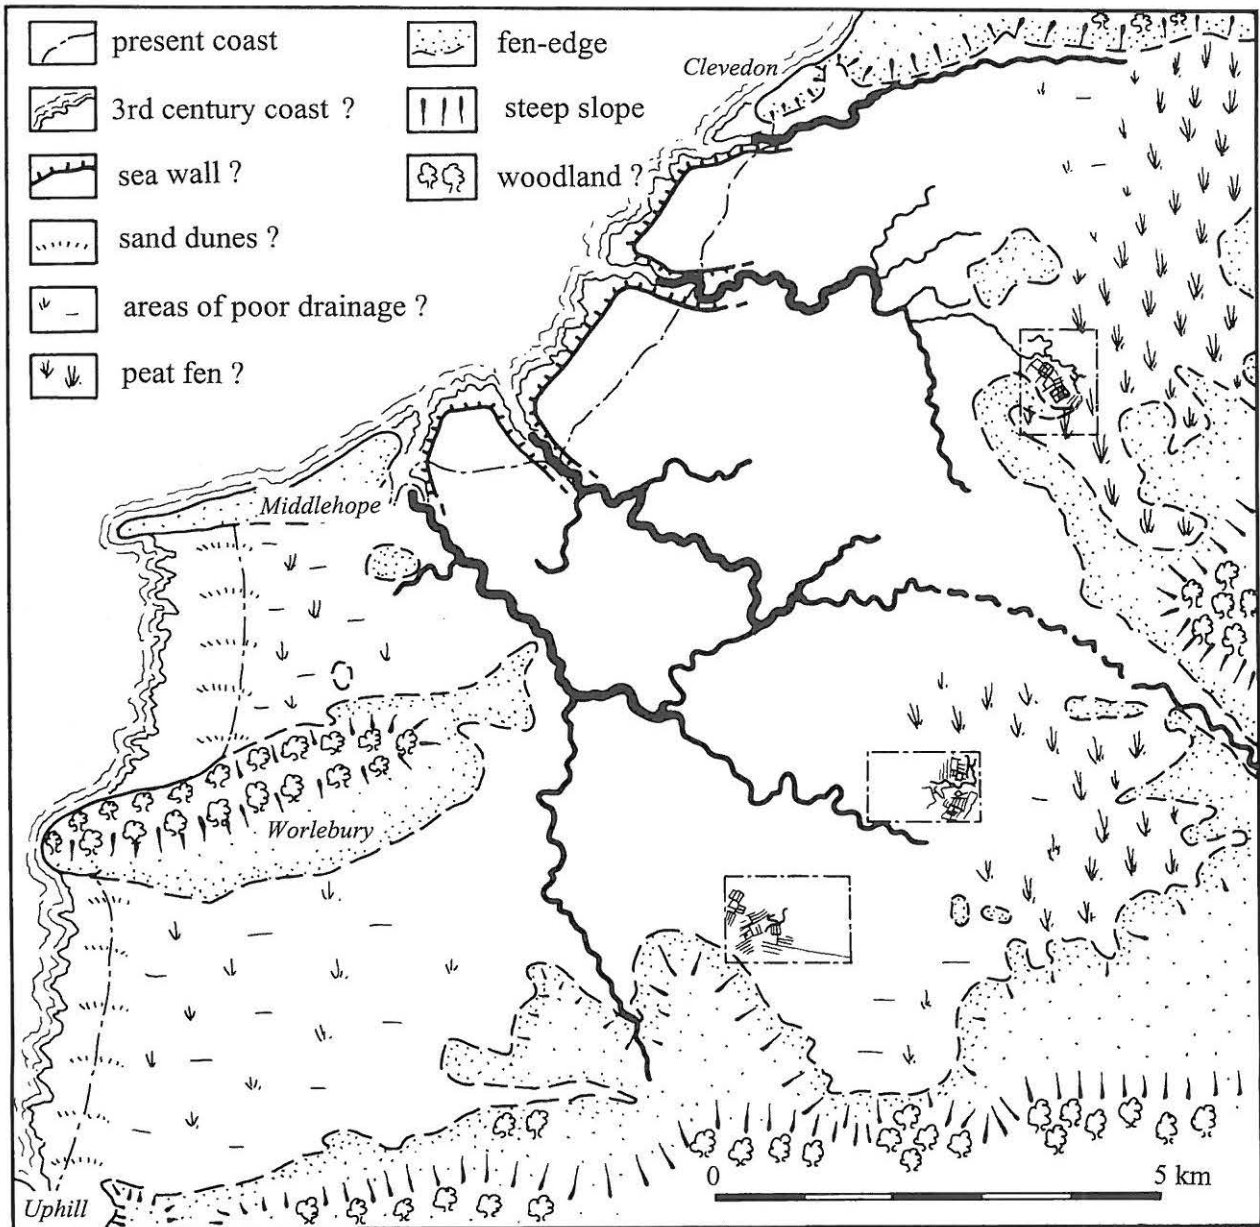 present coast
3rd century coast ?
sea wall ?
sand dunes ?
areas of poor drainage ?
peat fen ?
fen-edge
steep slope
woodland ?
Clevedon
Middlehope
Worlebury
Uphill
0 5 km